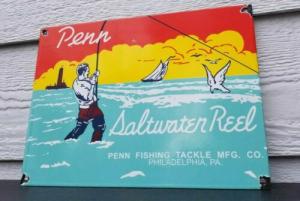 Penn
Saltwater Reel
PENN FISHING TACKLE MFG. CO.
PHILADELPHIA, PA.